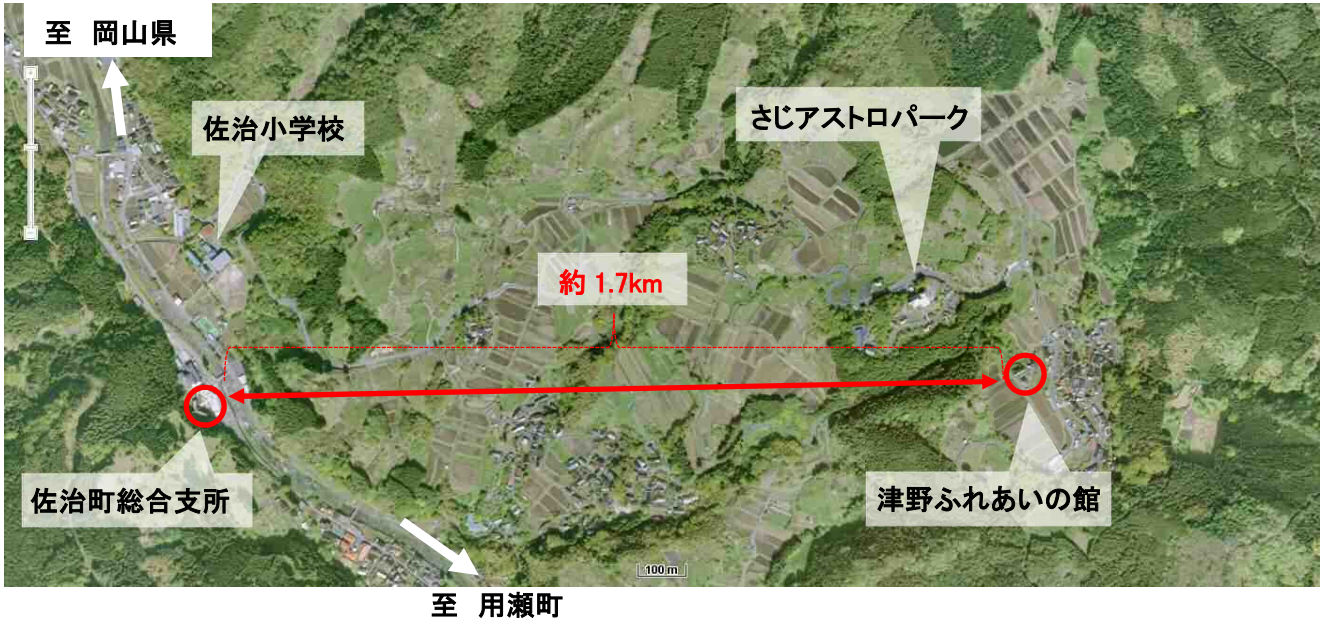 至 岡山県
佐治小学校
さじアストロパーク
約 1.7km
佐治町総合支所
津野ふれあいの館
100 m
至 用瀬町